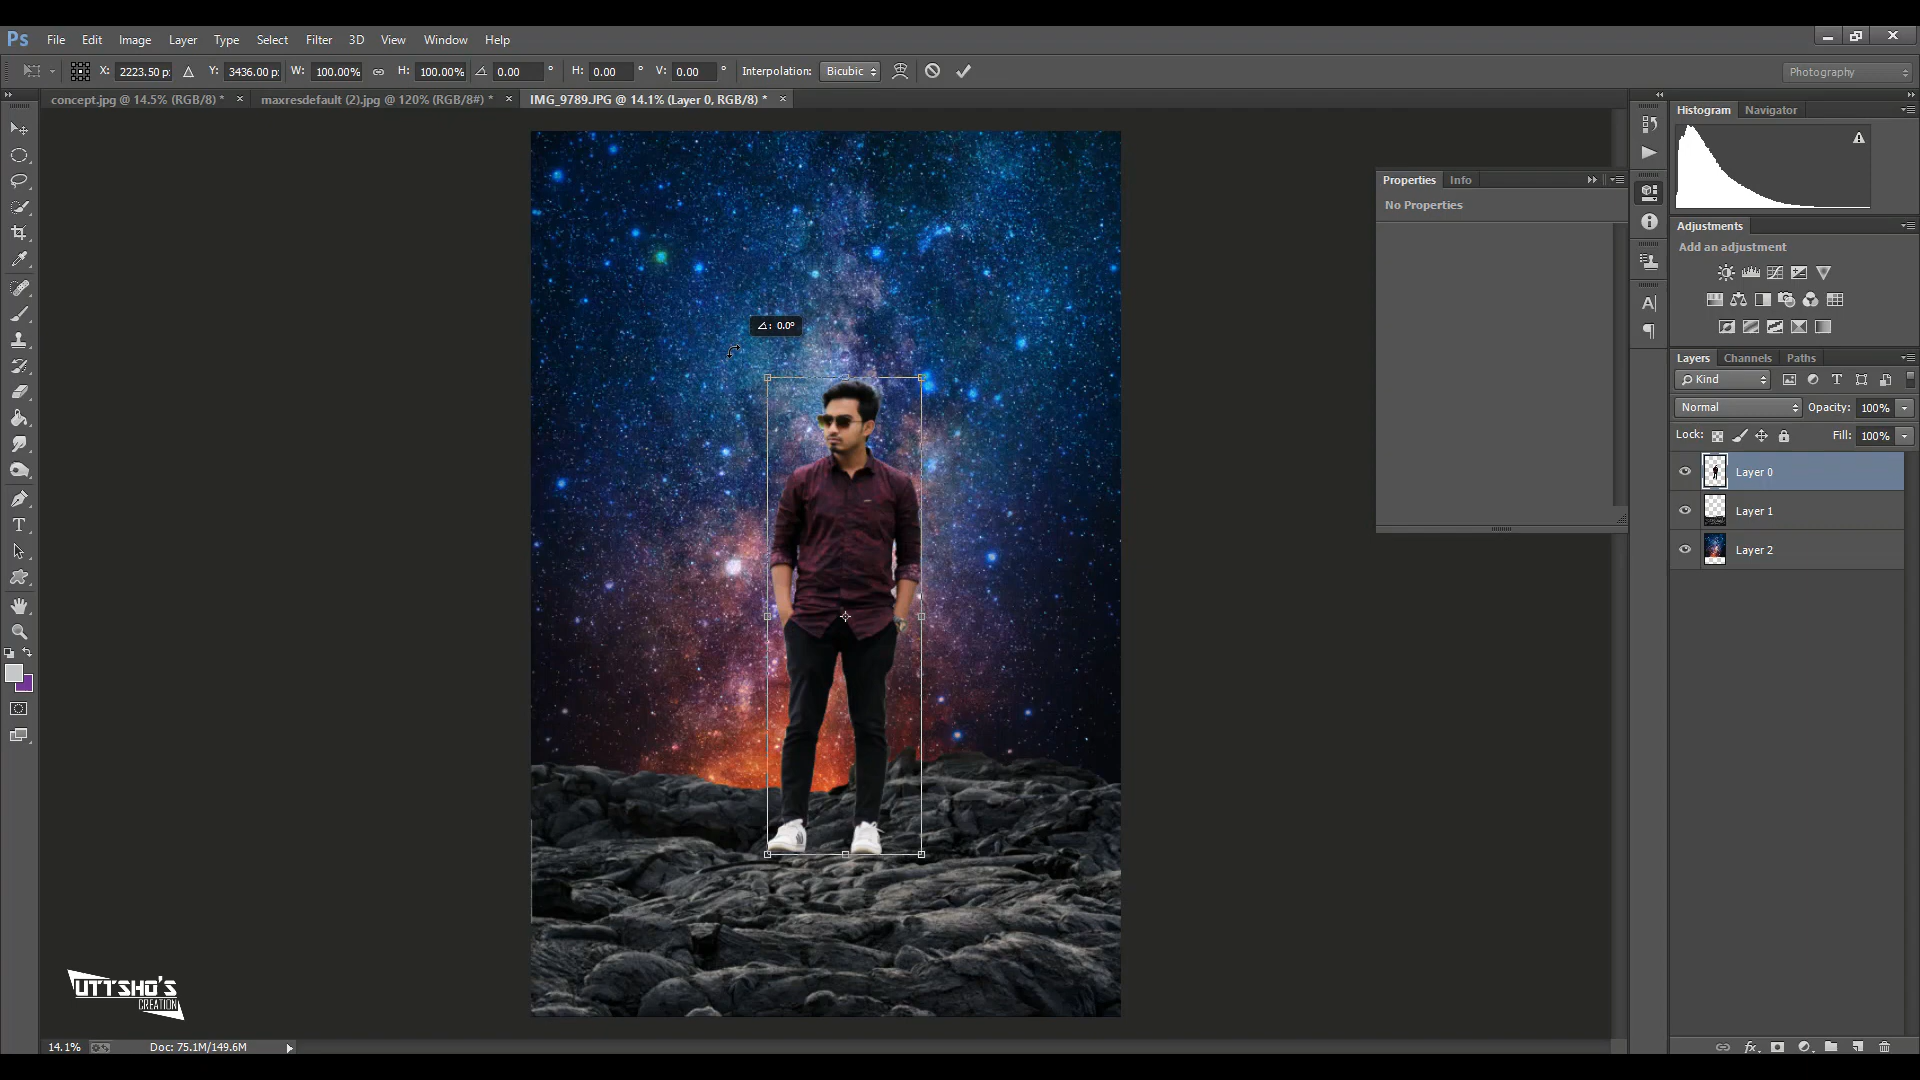 Ps File Edit Image Layer Type Select Filter 3D View Window Help
X: 2223.50 p: Y: 3436.00 p: W: 100.00% H: 100.00% 0.00 ° H: 0.00 ° V: 0.00 ° Interpolation: Bicubic Photography
concept.jpg @ 14.5% (RGB/8) * × maxresdefault (2).jpg @ 120% (RGB/8#) * × IMG_9789.JPG @ 14.1% (Layer 0, RGB/8) * ×
Histogram Navigator
Properties Info
No Properties
Adjustments
Add an adjustment
: 0.0°
Layers Channels Paths
Kind
Normal Opacity: 100%
Lock: Fill: 100%
Layer 0
Layer 1
Layer 2
UTTSHO'S
CREATION
14.1% Doc: 75.1M/149.6M